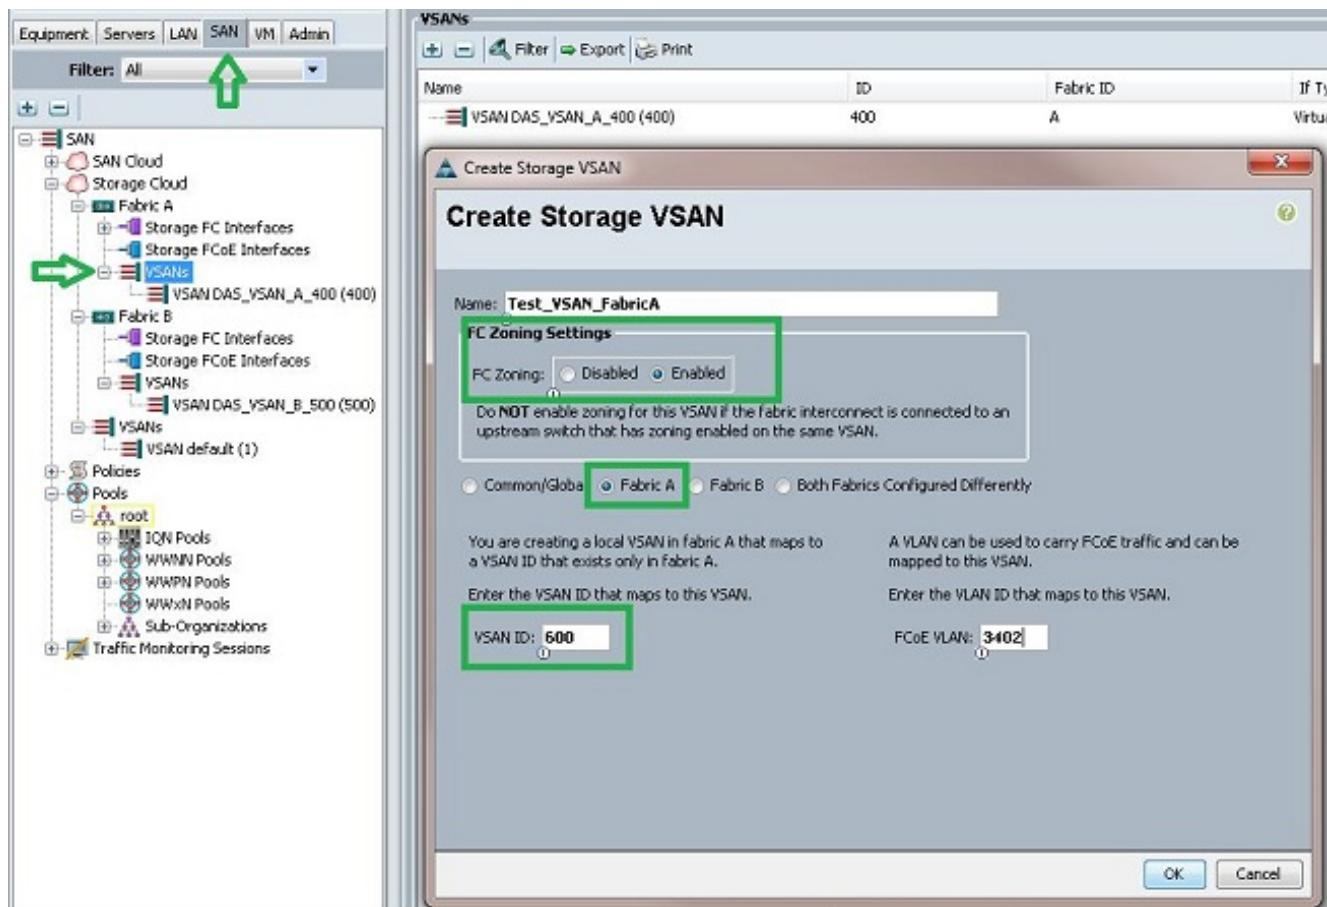 Equipment Servers LAN SAN VM Admin
Filter: All
SAN
SAN Cloud
Storage Cloud
Fabric A
Storage FC Interfaces
Storage FCoE Interfaces
VSANs
VSAN DAS_VSAN_A_400 (400)
Fabric B
Storage FC Interfaces
Storage FCoE Interfaces
VSANs
VSAN DAS_VSAN_B_500 (500)
VSANs
VSAN default (1)
Policies
Pools
root
IQN Pools
WWNN Pools
WWPN Pools
WWxN Pools
Sub-Organizations
Traffic Monitoring Sessions
VSANs
Filter Export Print
Name ID Fabric ID If Ty
VSAN DAS_VSAN_A_400 (400) 400 A Virtua
Create Storage VSAN
Create Storage VSAN
Name: Test_VSAN_FabricA
FC Zoning Settings
FC Zoning: Disabled Enabled
Do NOT enable zoning for this VSAN if the fabric interconnect is connected to an
upstream switch that has zoning enabled on the same VSAN.
Common/Global Fabric A Fabric B Both Fabrics Configured Differently
You are creating a local VSAN in fabric A that maps to
a VSAN ID that exists only in fabric A.
Enter the VSAN ID that maps to this VSAN.
VSAN ID: 600
A VLAN can be used to carry FCoE traffic and can be
mapped to this VSAN.
Enter the VLAN ID that maps to this VSAN.
FCoE VLAN: 3402
OK Cancel